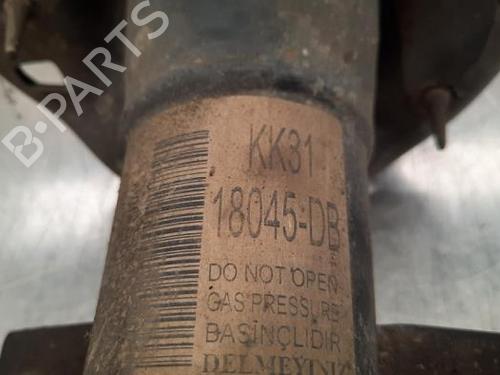 B-PARTS
KK31
18045-DB
DO NOT OPEN
GAS PRESSURE
BASINÇLIDIR
DELMEYİNİZ